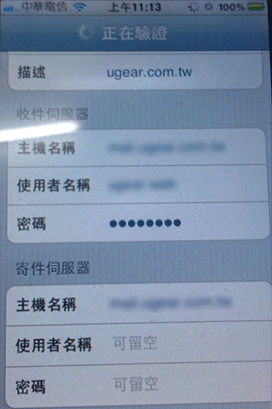 中華電信 上午11:13 100%
正在驗證
描述 ugear.com.tw
收件伺服器
主機名稱
使用者名稱
密碼 ●●●●●●●●
寄件伺服器
主機名稱
使用者名稱 可留空
密碼 可留空